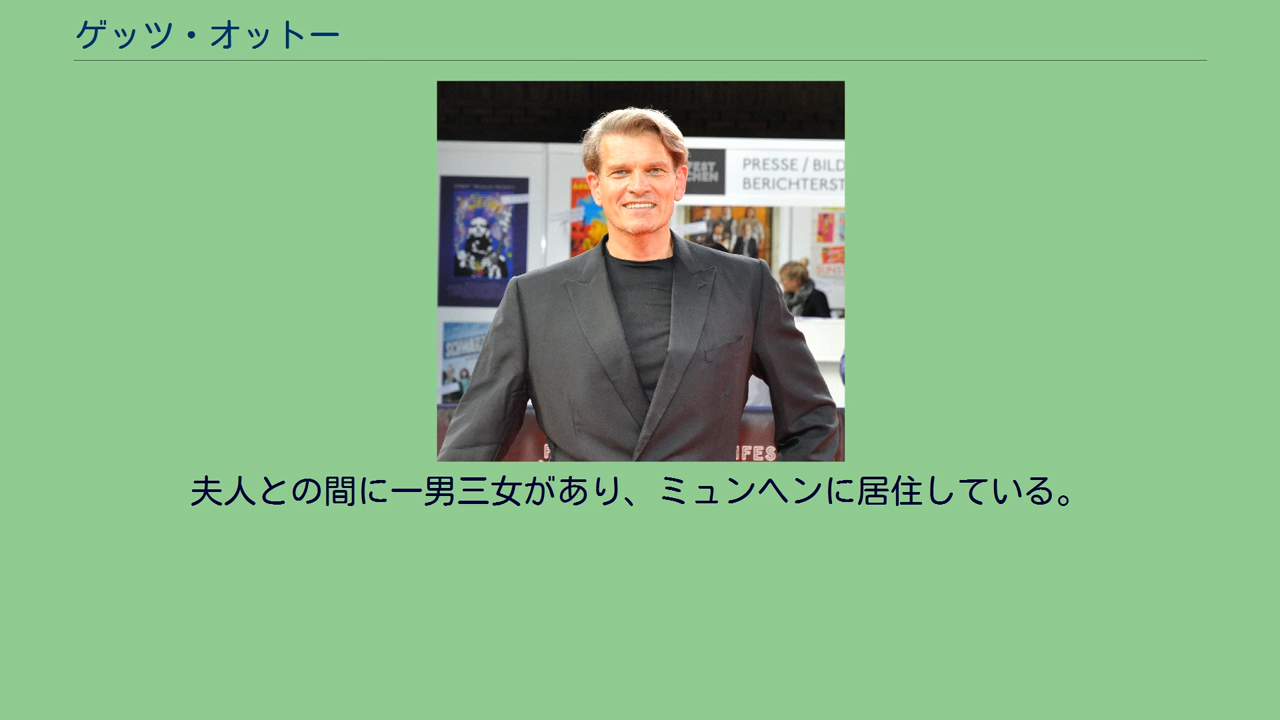 ゲッツ・オットー
PRESSE / BILD
BERICHTERST
夫人との間に一男三女があり、ミュンヘンに居住している。